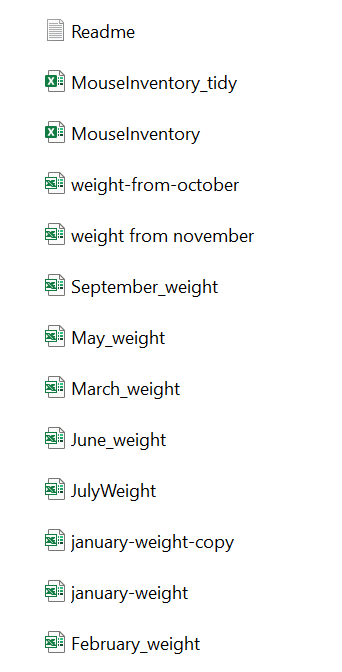 Readme
MouseInventory_tidy
MouseInventory
weight-from-october
weight from november
September_weight
May_weight
March_weight
June_weight
JulyWeight
january-weight-copy
january-weight
February_weight